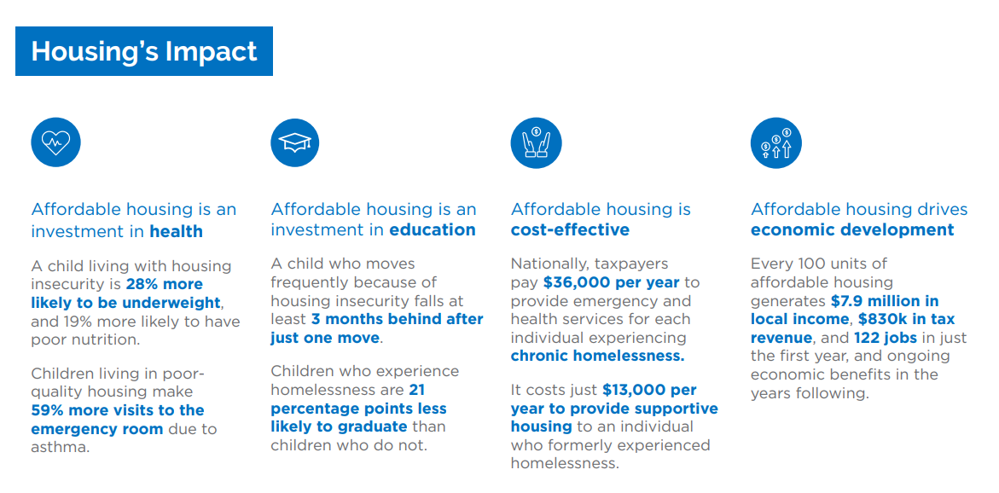 Housing's Impact
Affordable housing is an
investment in health
A child living with housing
insecurity is 28% more
likely to be underweight,
and 19% more likely to have
poor nutrition.
Children living in poor-
quality housing make
59% more visits to the
emergency room due to
asthma.
Affordable housing is an
investment in education
A child who moves
frequently because of
housing insecurity falls at
least 3 months behind after
just one move.
Children who experience
homelessness are 21
percentage points less
likely to graduate than
children who do not.
$
Affordable housing is
cost-effective
Nationally, taxpayers
pay $36,000 per year to
provide emergency and
health services for each
individual experiencing
chronic homelessness.
It costs just $13,000 per
year to provide supportive
housing to an individual
who formerly experienced
homelessness.
$ $ $
Affordable housing drives
economic development
Every 100 units of
affordable housing
generates $7.9 million in
local income, $830k in tax
revenue, and 122 jobs in just
the first year, and ongoing
economic benefits in the
years following.